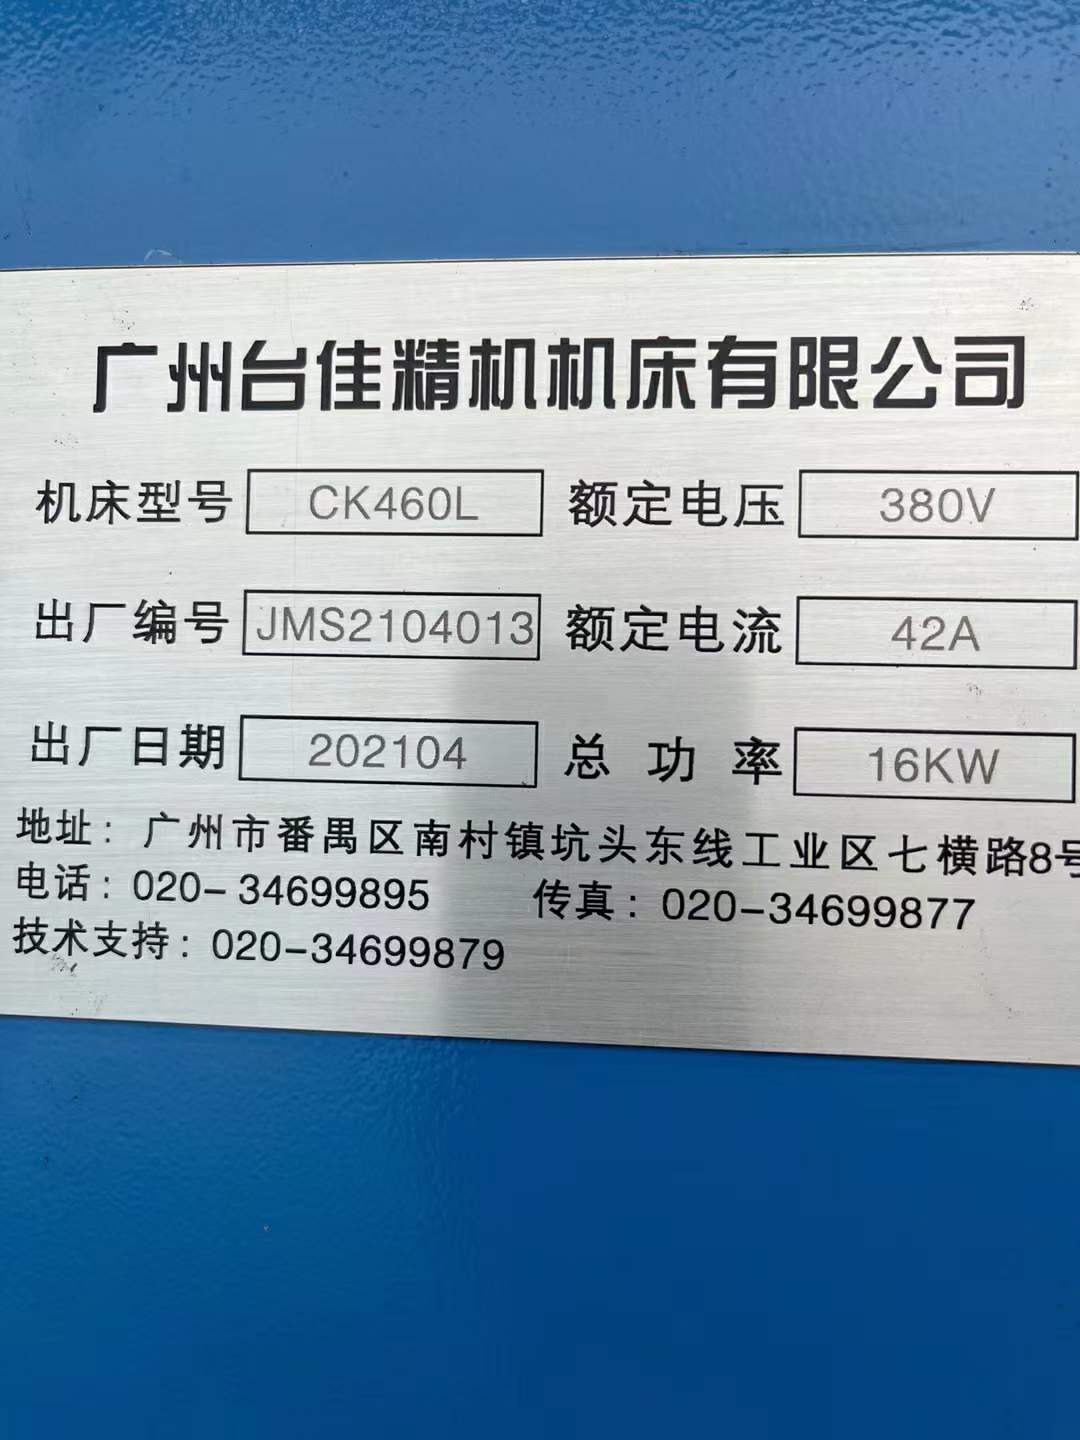 广州台佳精机机床有限公司
机床型号 CK460L 额定电压 380V
出厂编号 JMS2104013 额定电流 42A
出厂日期 202104 总功率 16KW
地址：广州市番禺区南村镇坑头东线工业区七横路8号
电话：020-34699895 传真：020-34699877
技术支持：020-34699879